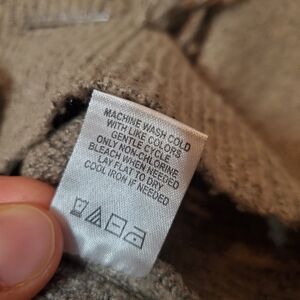 MACHINE WASH COLD
WITH LIKE COLORS
GENTLE CYCLE
ONLY NON-CHLORINE
BLEACH WHEN NEEDED
LAY FLAT TO DRY
COOL IRON IF NEEDED